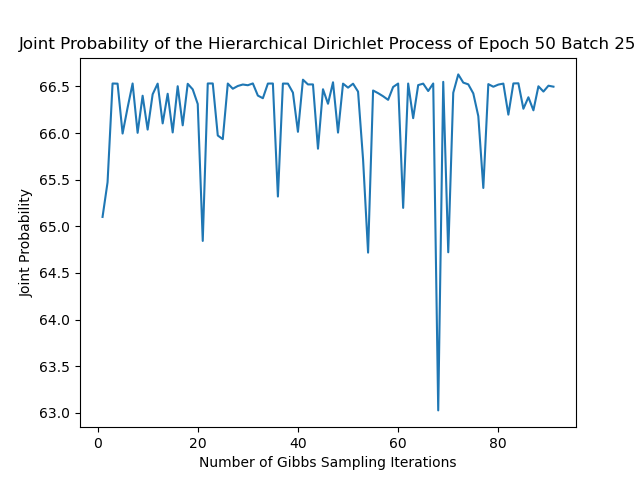 Joint Probability of the Hierarchical Dirichlet Process of Epoch 50 Batch 25
66.5
66.0
65.5
65.0
64.5
64.0
63.5
63.0
Joint Probability
0 20 40 60 80
Number of Gibbs Sampling Iterations